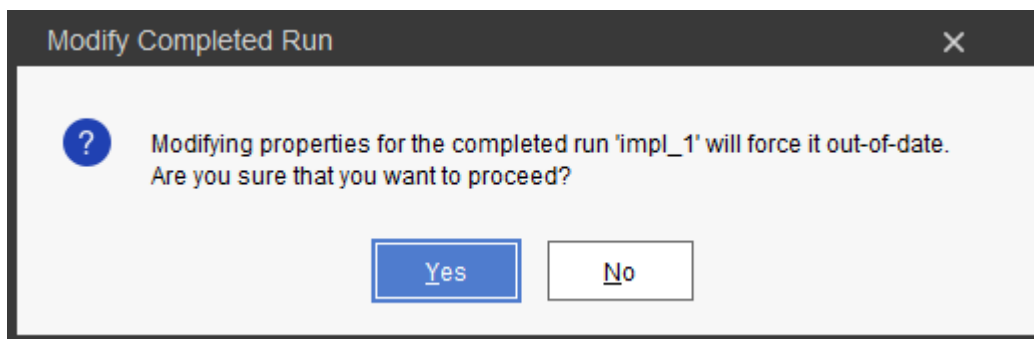 Modify Completed Run
Modifying properties for the completed run 'impl_1' will force it out-of-date.
Are you sure that you want to proceed?
Yes
No